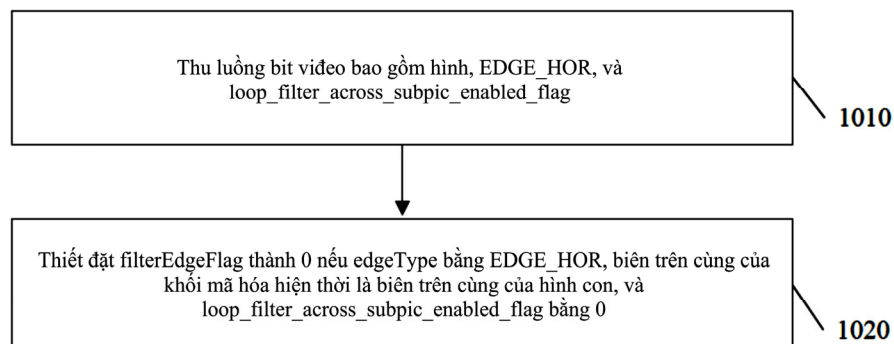 Thu luồng bit viđeo bao gồm hình, EDGE_HOR, và
loop_filter_across_subpic_enabled_flag
1010
Thiết đặt filterEdgeFlag thành 0 nếu edgeType bằng EDGE_HOR, biên trên cùng của
khối mã hóa hiện thời là biên trên cùng của hình con, và
loop_filter_across_subpic_enabled_flag bằng 0
1020